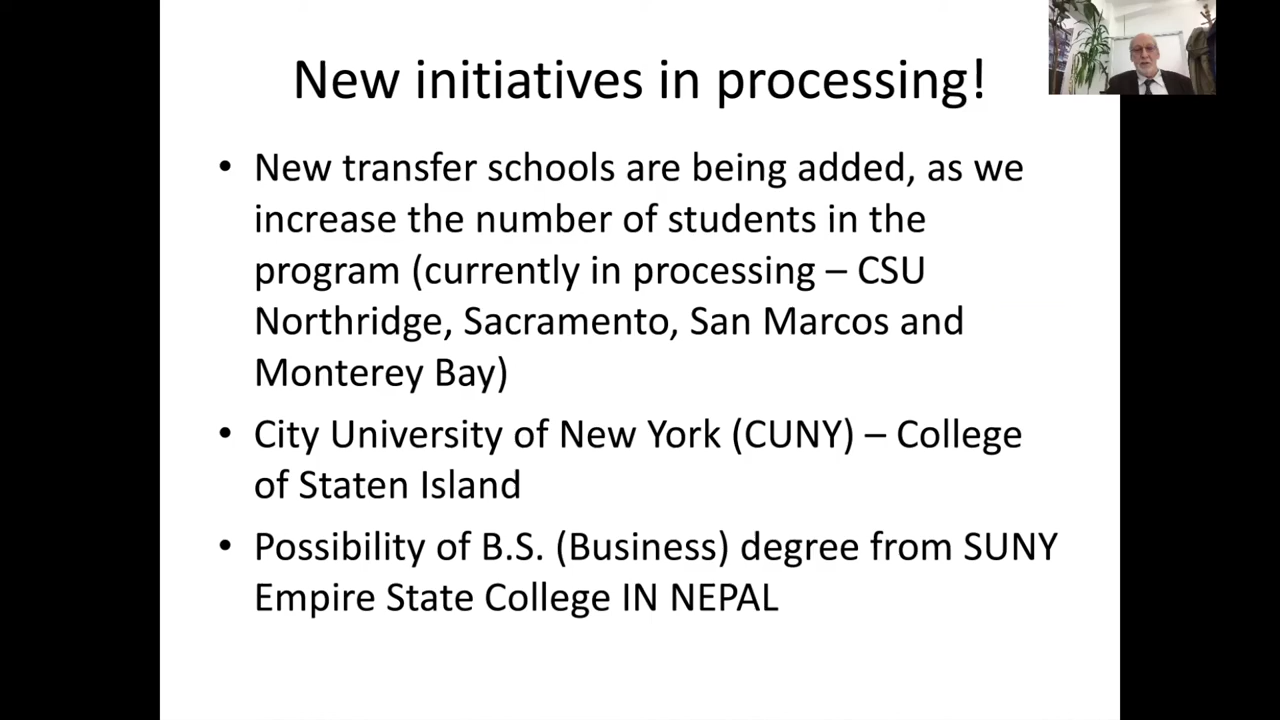 New initiatives in processing!
• New transfer schools are being added, as we
increase the number of students in the
program (currently in processing – CSU
Northridge, Sacramento, San Marcos and
Monterey Bay)
• City University of New York (CUNY) – College
of Staten Island
• Possibility of B.S. (Business) degree from SUNY
Empire State College IN NEPAL